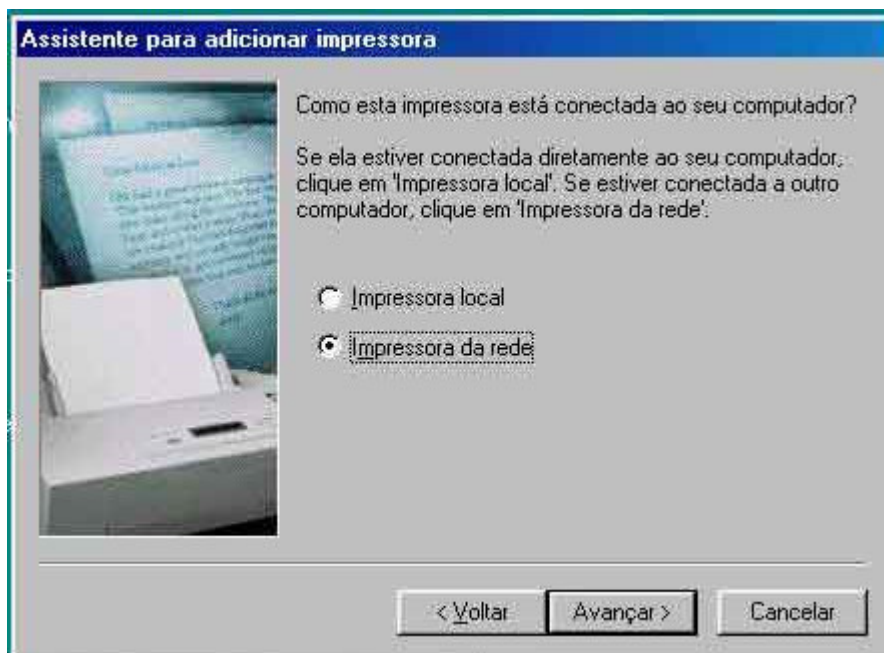 Assistente para adicionar impressora
Como esta impressora está conectada ao seu computador?
Se ela estiver conectada diretamente ao seu computador,
clique em 'Impressora local'. Se estiver conectada a outro
computador, clique em 'Impressora da rede'.
Impressora local
Impressora da rede
< Voltar
Avançar >
Cancelar